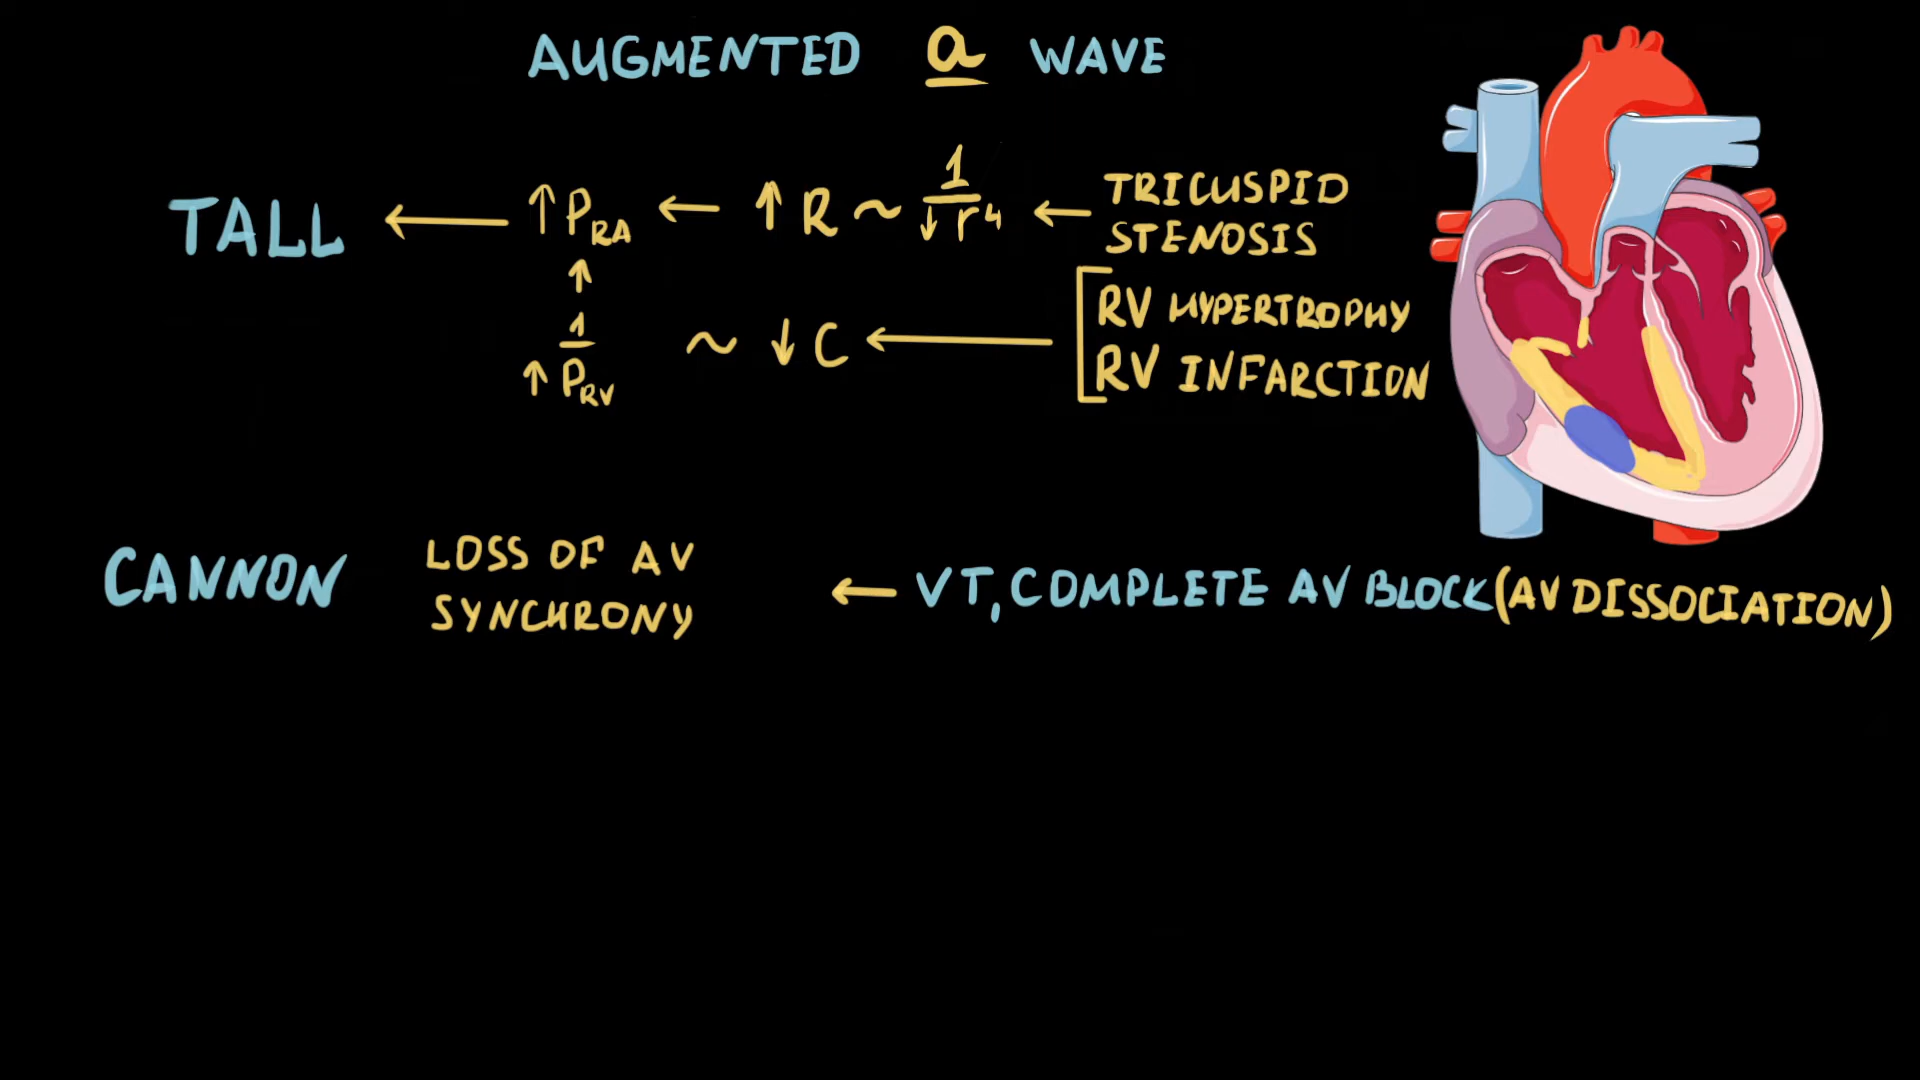 AUGMENTED a WAVE
TALL ← ↑ P_RA ← ↑ R ~ 1/↓r⁴ ← TRICUSPID
STENOSIS
↑
1/↑P_RV ~ ↓ C ← [RV HYPERTROPHY
RV INFARCTION
CANNON LOSS OF AV
SYNCHRONY ← VT, COMPLETE AV BLOCK (AV DISSOCIATION)